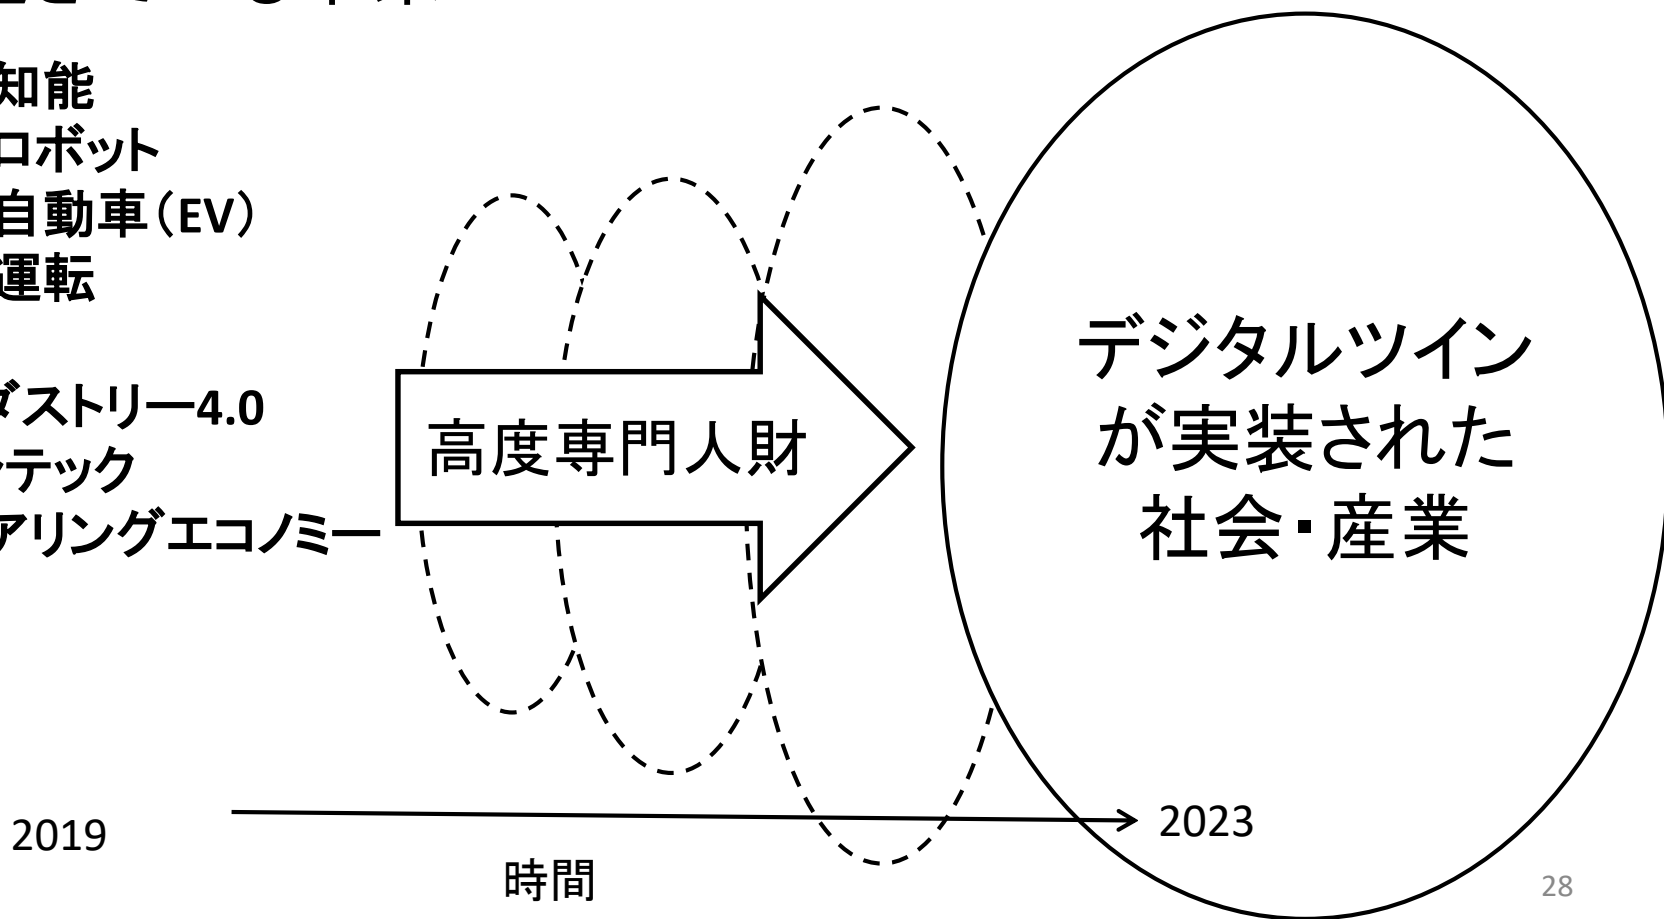 知能
ロボット
自動車（EV）
運転
ダストリー4.0
テック
アリングエコノミー
高度専門人財
デジタルツイン
が実装された
社会・産業
2019
2023
時間
28